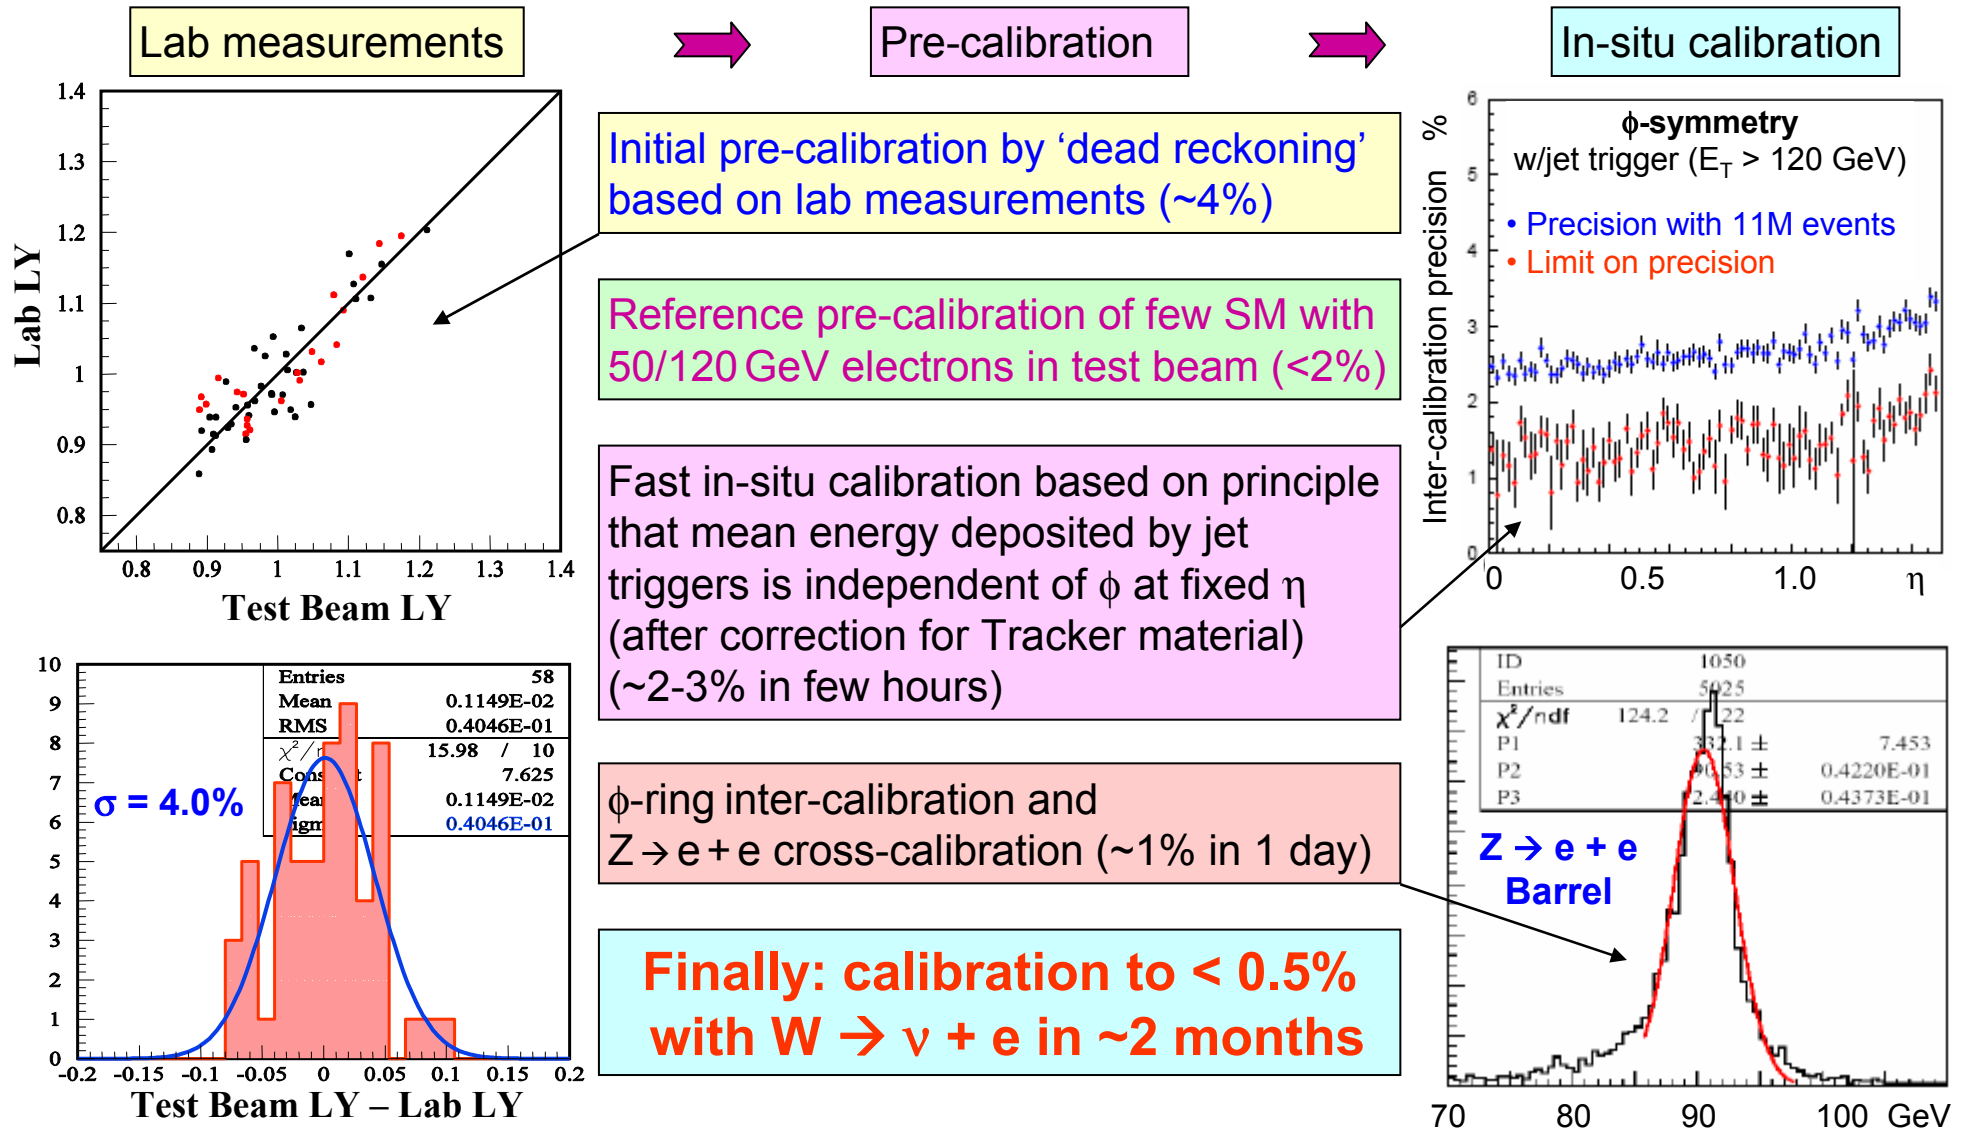 Lab measurements
Pre-calibration
In-situ calibration
1.4
1.3
1.2
1.1
1
0.9
0.8
Lab LY
0.8 0.9 1 1.1 1.2 1.3 1.4
Test Beam LY
Initial pre-calibration by ‘dead reckoning’
based on lab measurements (~4%)
Reference pre-calibration of few SM with
50/120 GeV electrons in test beam (<2%)
Fast in-situ calibration based on principle
that mean energy deposited by jet
triggers is independent of ϕ at fixed η
(after correction for Tracker material)
(~2-3% in few hours)
ϕ-ring inter-calibration and
Z → e + e cross-calibration (~1% in 1 day)
Finally: calibration to < 0.5%
with W → ν + e in ~2 months
Inter-calibration precision %
6
5
4
3
2
1
0
ϕ-symmetry
w/jet trigger (E_T > 120 GeV)
• Precision with 11M events
• Limit on precision
0 0.5 1.0 η
10
9
8
7
6
5
4
3
2
1
0
Entries 58
Mean 0.1149E-02
RMS 0.4046E-01
15.98 / 10
7.625
0.1149E-02
0.4046E-01
σ = 4.0%
-0.2 -0.15 -0.1 -0.05 0 0.05 0.1 0.15 0.2
Test Beam LY – Lab LY
ID 1050
Entries 5025
χ²/ndf 124.2 / 22
P1 332.1 ± 7.453
P2 90.53 ± 0.4220E-01
P3 ± 0.4373E-01
Z → e + e
Barrel
70 80 90 100 GeV